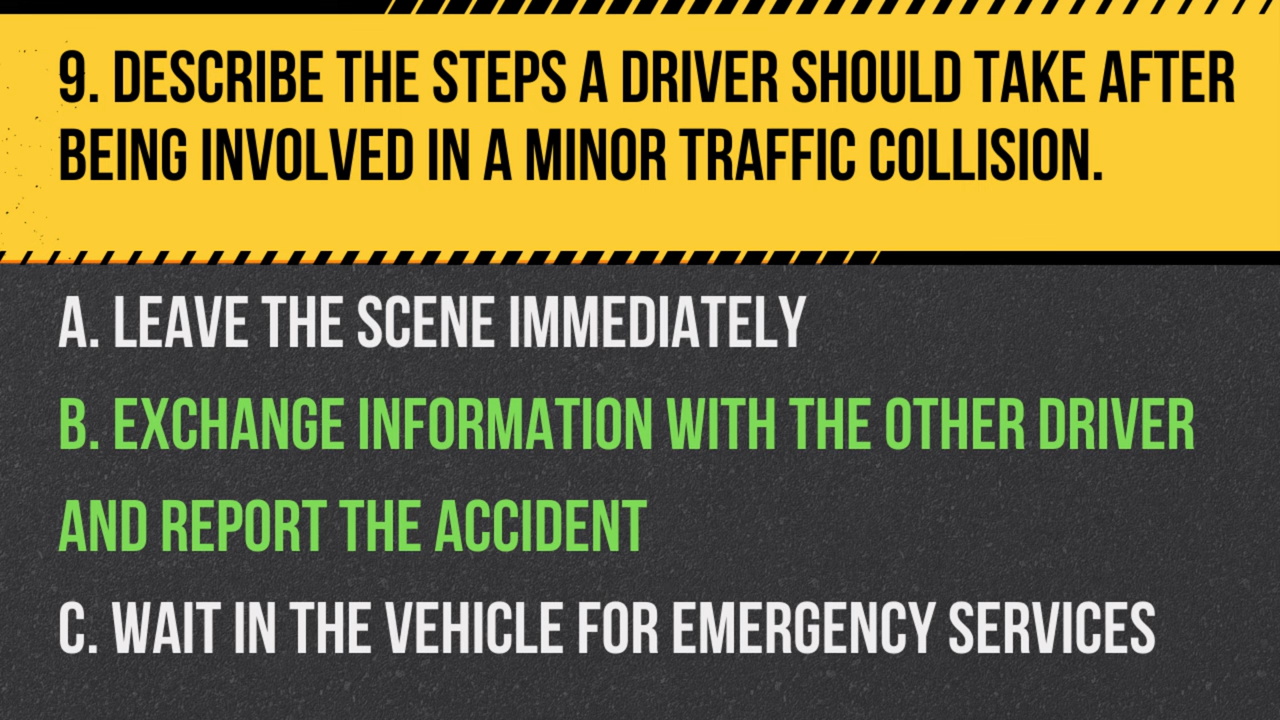 9. DESCRIBE THE STEPS A DRIVER SHOULD TAKE AFTER
BEING INVOLVED IN A MINOR TRAFFIC COLLISION.
A. LEAVE THE SCENE IMMEDIATELY
B. EXCHANGE INFORMATION WITH THE OTHER DRIVER
AND REPORT THE ACCIDENT
C. WAIT IN THE VEHICLE FOR EMERGENCY SERVICES